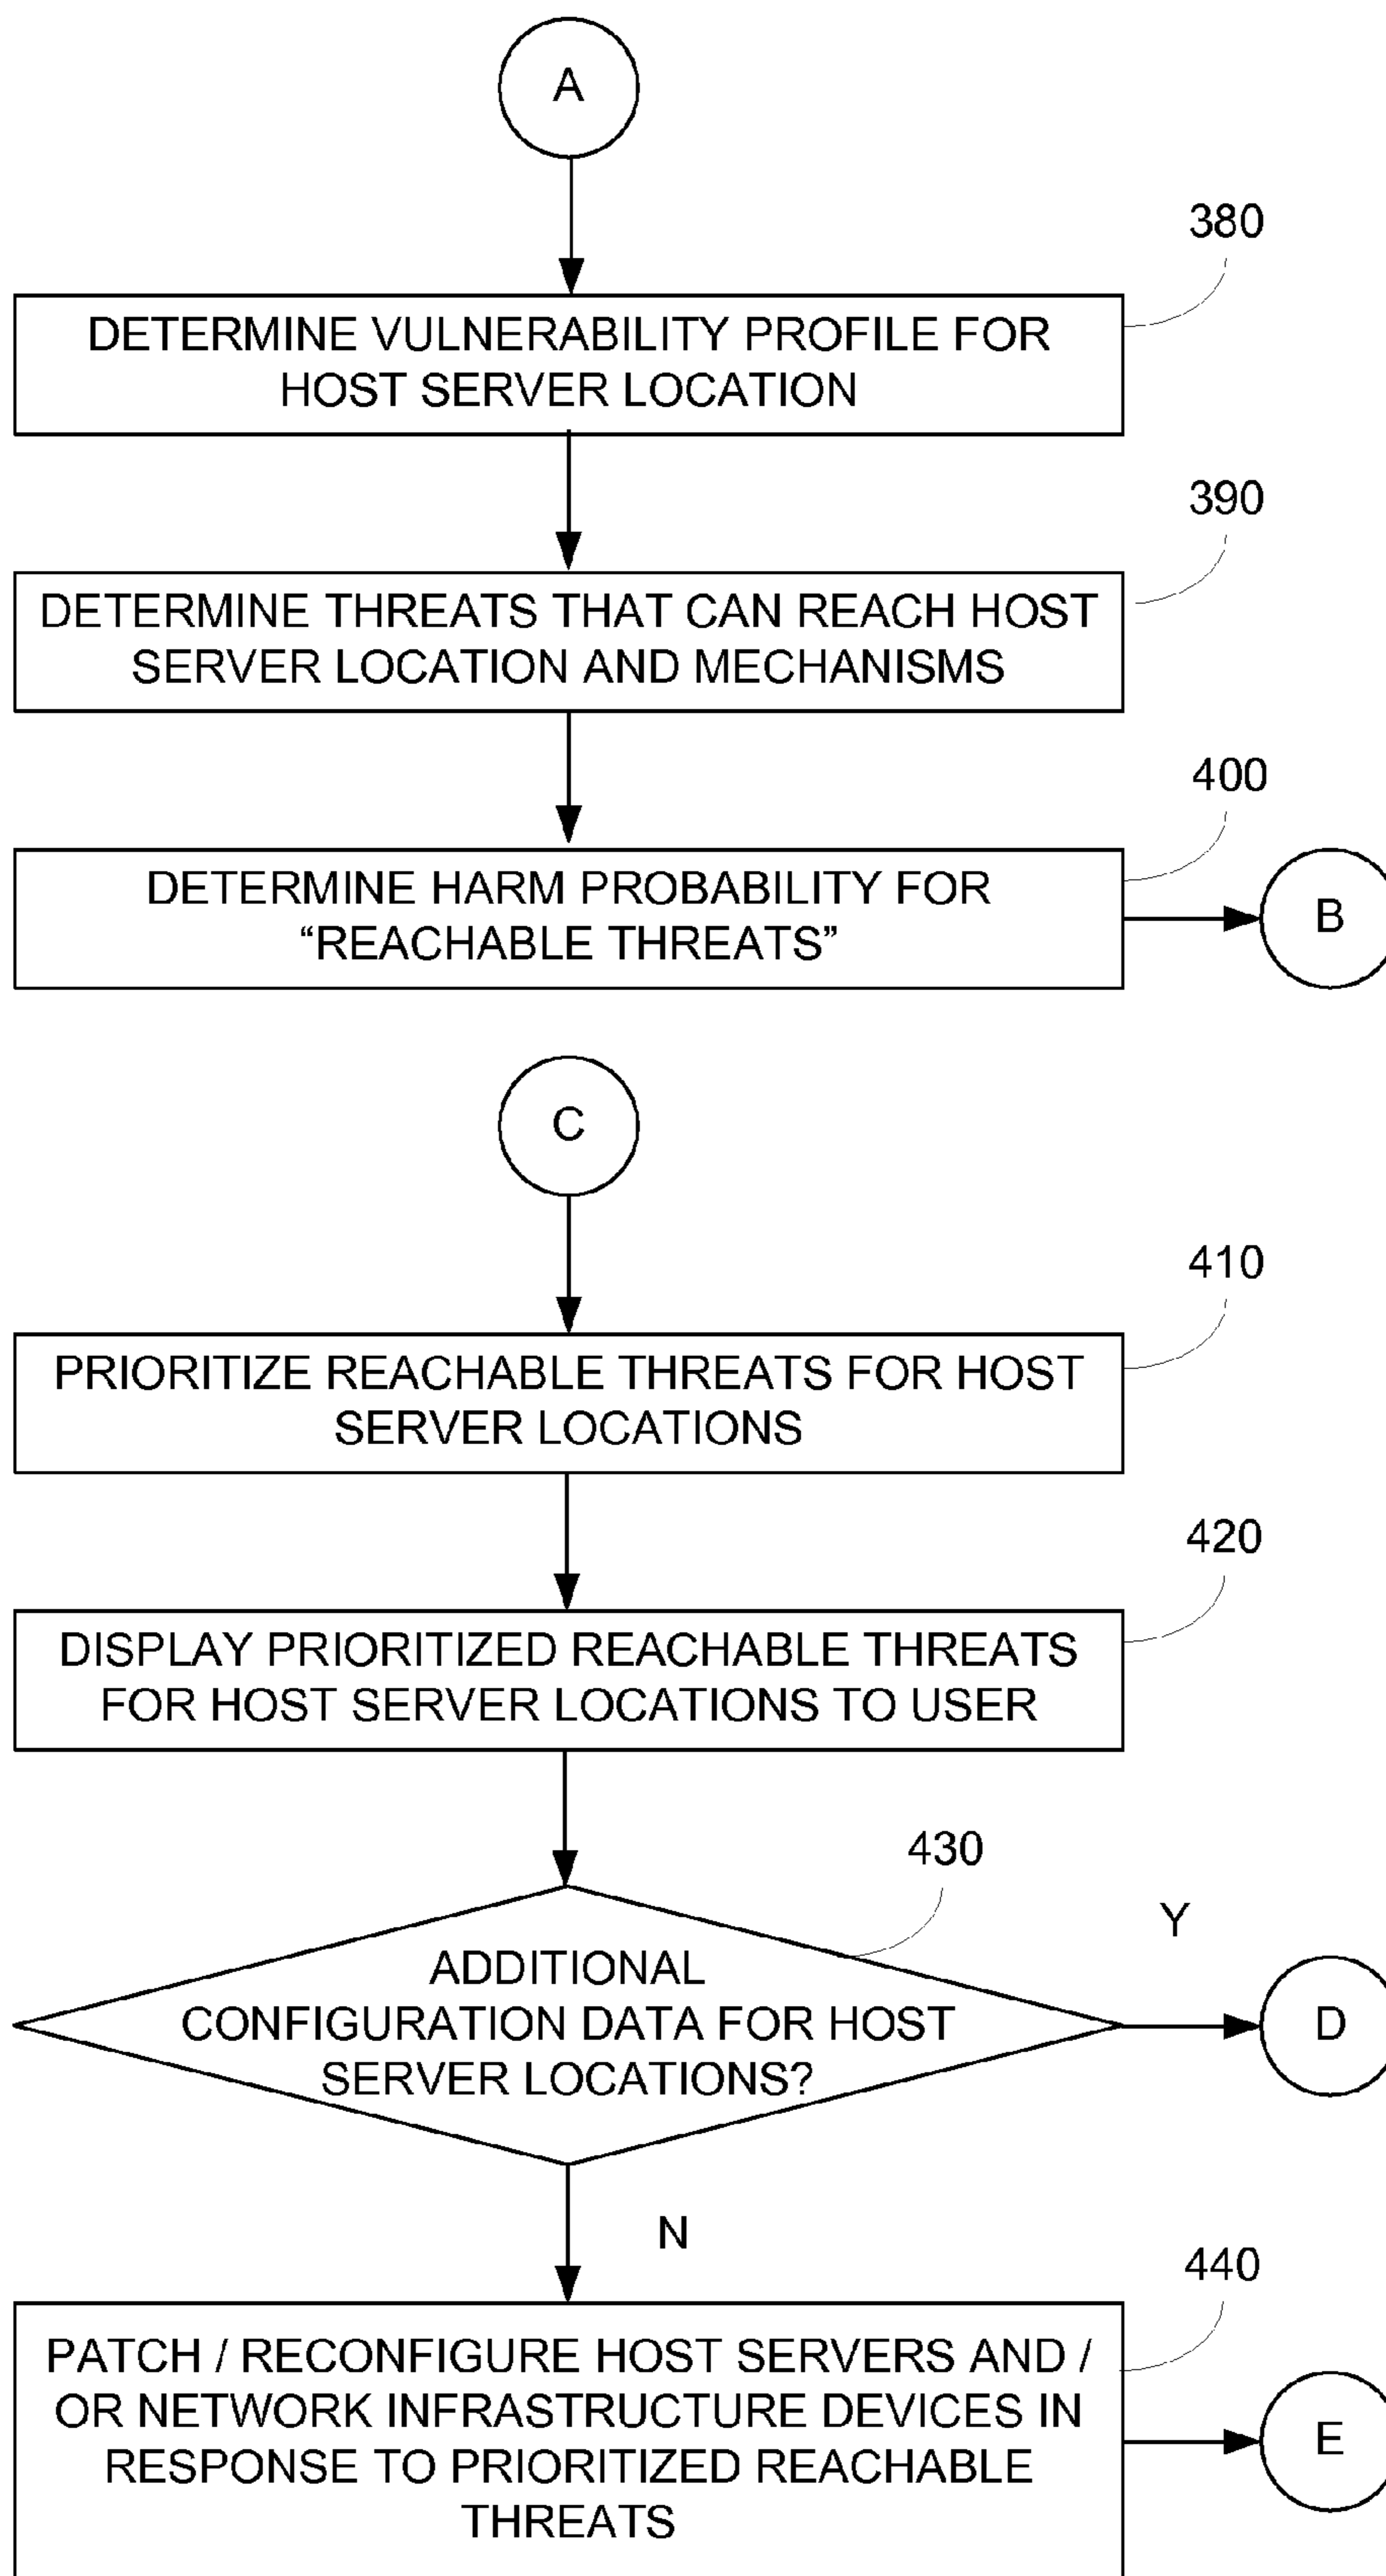 A
380
DETERMINE VULNERABILITY PROFILE FOR
HOST SERVER LOCATION
390
DETERMINE THREATS THAT CAN REACH HOST
SERVER LOCATION AND MECHANISMS
400
DETERMINE HARM PROBABILITY FOR
“REACHABLE THREATS”
B
C
410
PRIORITIZE REACHABLE THREATS FOR HOST
SERVER LOCATIONS
420
DISPLAY PRIORITIZED REACHABLE THREATS
FOR HOST SERVER LOCATIONS TO USER
430
Y
ADDITIONAL
CONFIGURATION DATA FOR HOST
SERVER LOCATIONS?
D
N
440
PATCH / RECONFIGURE HOST SERVERS AND /
OR NETWORK INFRASTRUCTURE DEVICES IN
RESPONSE TO PRIORITIZED REACHABLE
THREATS
E